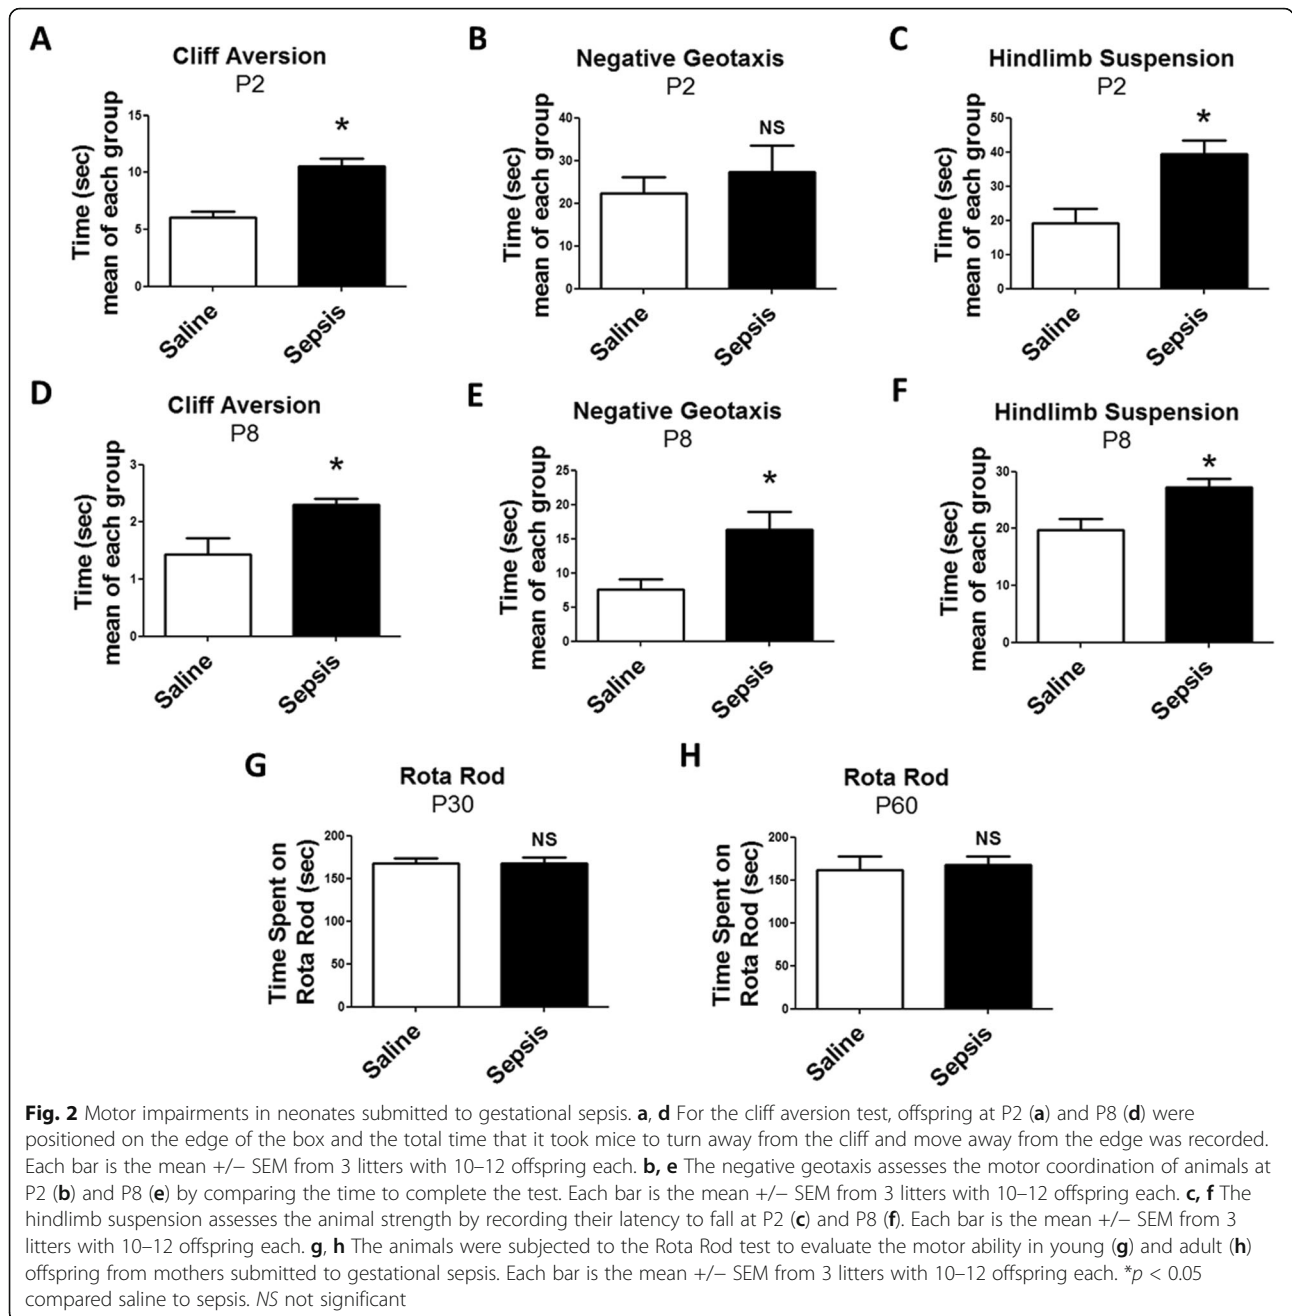 A
Cliff Aversion
P2
Time (sec)
mean of each group
15
10
5
0
*
Saline
Sepsis
B
Negative Geotaxis
P2
Time (sec)
mean of each group
40
30
20
10
0
NS
Saline
Sepsis
C
Hindlimb Suspension
P2
Time (sec)
mean of each group
50
40
30
20
10
0
*
Saline
Sepsis
D
Cliff Aversion
P8
Time (sec)
mean of each group
3
2
1
0
*
Saline
Sepsis
E
Negative Geotaxis
P8
Time (sec)
mean of each group
25
20
15
10
5
0
*
Saline
Sepsis
F
Hindlimb Suspension
P8
Time (sec)
mean of each group
30
20
10
0
*
Saline
Sepsis
G
Rota Rod
P30
Time Spent on
Rota Rod (sec)
200
150
100
50
0
NS
Saline
Sepsis
H
Rota Rod
P60
Time Spent on
Rota Rod (sec)
200
150
100
50
0
NS
Saline
Sepsis
Fig. 2 Motor impairments in neonates submitted to gestational sepsis. a, d For the cliff aversion test, offspring at P2 (a) and P8 (d) were
positioned on the edge of the box and the total time that it took mice to turn away from the cliff and move away from the edge was recorded.
Each bar is the mean +/− SEM from 3 litters with 10–12 offspring each. b, e The negative geotaxis assesses the motor coordination of animals at
P2 (b) and P8 (e) by comparing the time to complete the test. Each bar is the mean +/− SEM from 3 litters with 10–12 offspring each. c, f The
hindlimb suspension assesses the animal strength by recording their latency to fall at P2 (c) and P8 (f). Each bar is the mean +/− SEM from 3
litters with 10–12 offspring each. g, h The animals were subjected to the Rota Rod test to evaluate the motor ability in young (g) and adult (h)
offspring from mothers submitted to gestational sepsis. Each bar is the mean +/− SEM from 3 litters with 10–12 offspring each. *p < 0.05
compared saline to sepsis. NS not significant